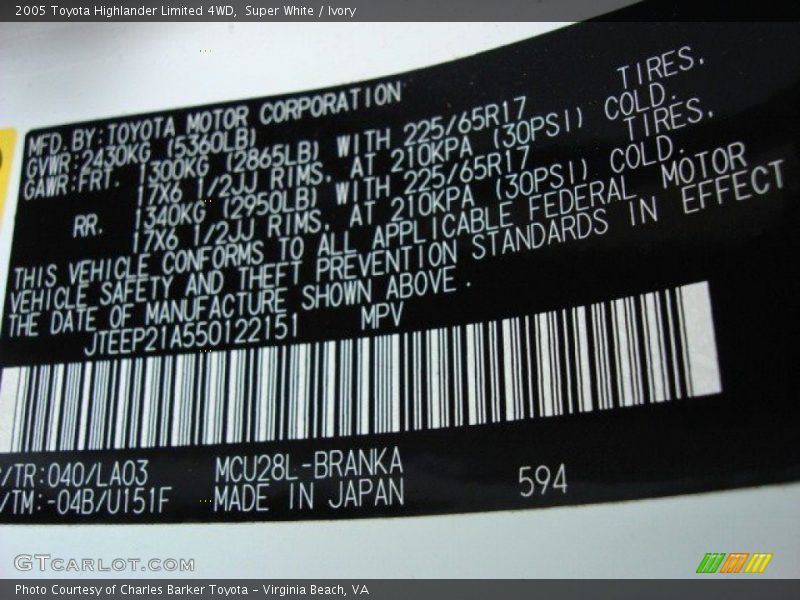 2005 Toyota Highlander Limited 4WD, Super White / Ivory
MFD. BY: TOYOTA MOTOR CORPORATION
GVWR: 2430KG (5360LB)
GAWR: FRT. 1300KG (2865LB) WITH 225/65R17 TIRES,
17X6 1/2JJ RIMS, AT 210KPA (30PSI) COLD.
RR. 1340KG (2950LB) WITH 225/65R17 TIRES,
17X6 1/2JJ RIMS, AT 210KPA (30PSI) COLD.
THIS VEHICLE CONFORMS TO ALL APPLICABLE FEDERAL MOTOR
VEHICLE SAFETY AND THEFT PREVENTION STANDARDS IN EFFECT
THE DATE OF MANUFACTURE SHOWN ABOVE.
JTEEP21A550122151 MPV
/TR: 040/LA03 MCU28L-BRANKA
/TM: -04B/U151F MADE IN JAPAN 594
GTCARLOT.COM
Photo Courtesy of Charles Barker Toyota - Virginia Beach, VA